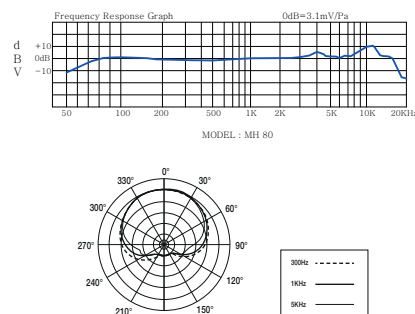 Frequency Response Graph 0dB=3.1mV/Pa
d +10
B 0dB
V −10
50 100 200 500 1K 2K 5K 10K 20KHz
MODEL : MH 80
0°
330° 30°
300° 60°
270° 90°
240° 120°
210° 150°
300Hz
1KHz
5KHz